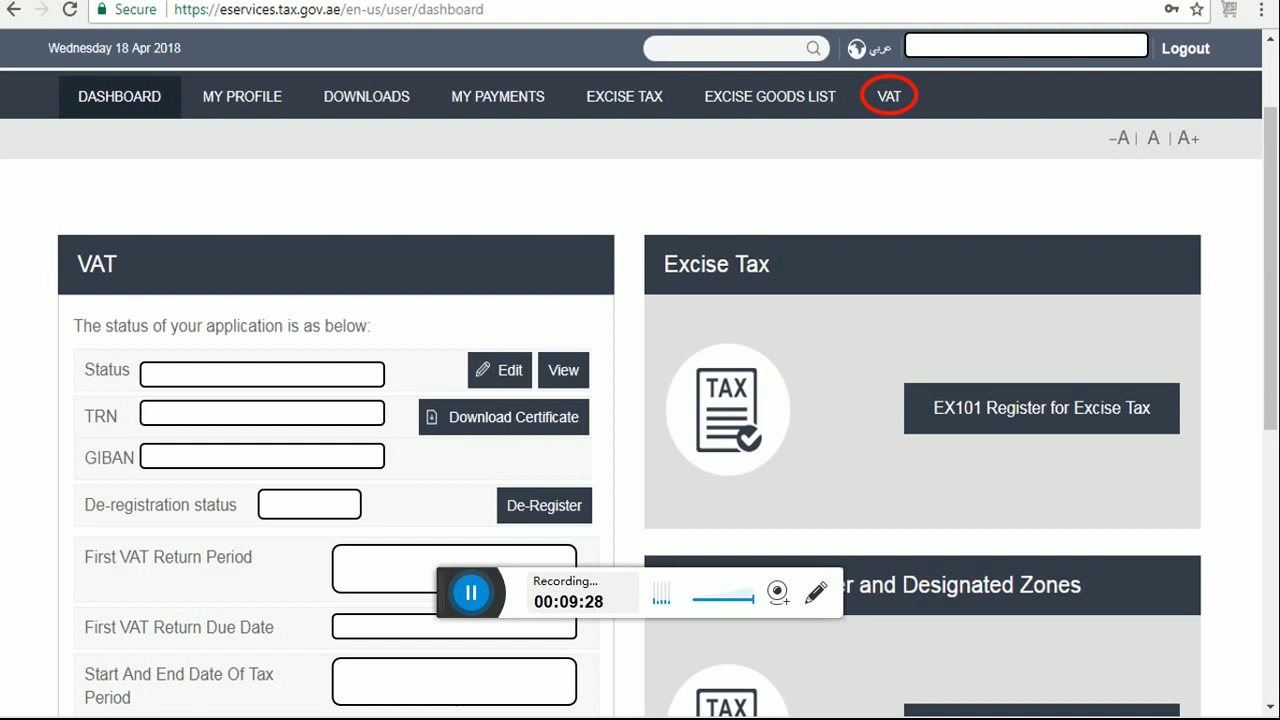 Secure https://eservices.tax.gov.ae/en-us/user/dashboard
Wednesday 18 Apr 2018 عربي Logout
DASHBOARD MY PROFILE DOWNLOADS MY PAYMENTS EXCISE TAX EXCISE GOODS LIST VAT
–A | A | A+
VAT
The status of your application is as below:
Status Edit View
TRN Download Certificate
GIBAN
De-registration status De-Register
First VAT Return Period
First VAT Return Due Date
Start And End Date Of Tax
Period
Excise Tax
TAX
EX101 Register for Excise Tax
and Designated Zones
TAX
Recording...
00:09:28